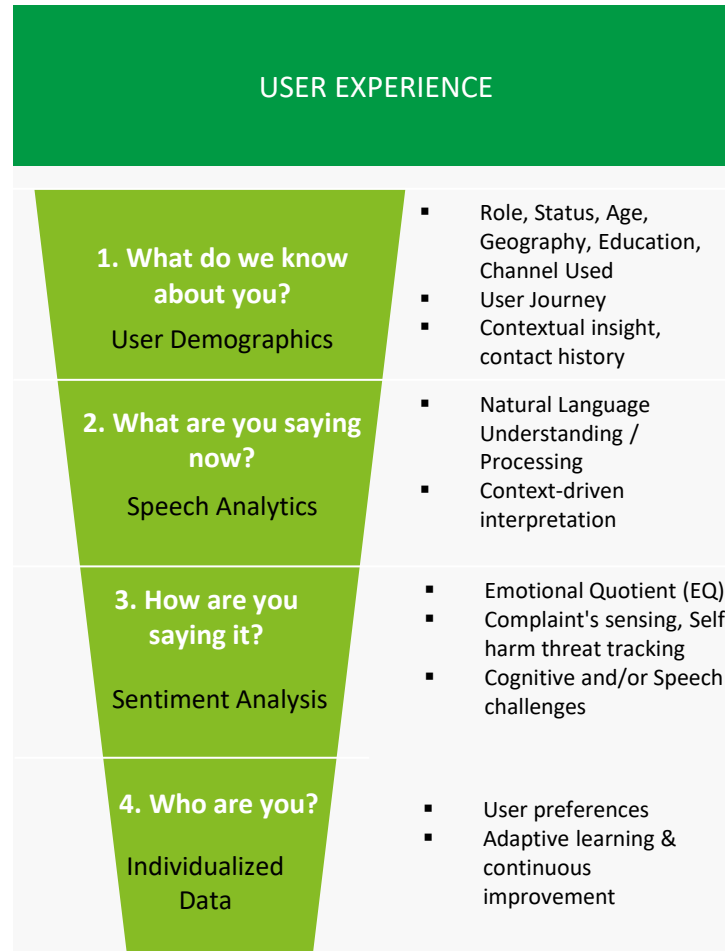 USER EXPERIENCE
1. What do we know
about you?
User Demographics
▪ Role, Status, Age,
Geography, Education,
Channel Used
▪ User Journey
▪ Contextual insight,
contact history
2. What are you saying
now?
Speech Analytics
▪ Natural Language
Understanding /
Processing
▪ Context-driven
interpretation
3. How are you
saying it?
Sentiment Analysis
▪ Emotional Quotient (EQ)
▪ Complaint's sensing, Self
harm threat tracking
▪ Cognitive and/or Speech
challenges
4. Who are you?
Individualized
Data
▪ User preferences
▪ Adaptive learning &
continuous
improvement